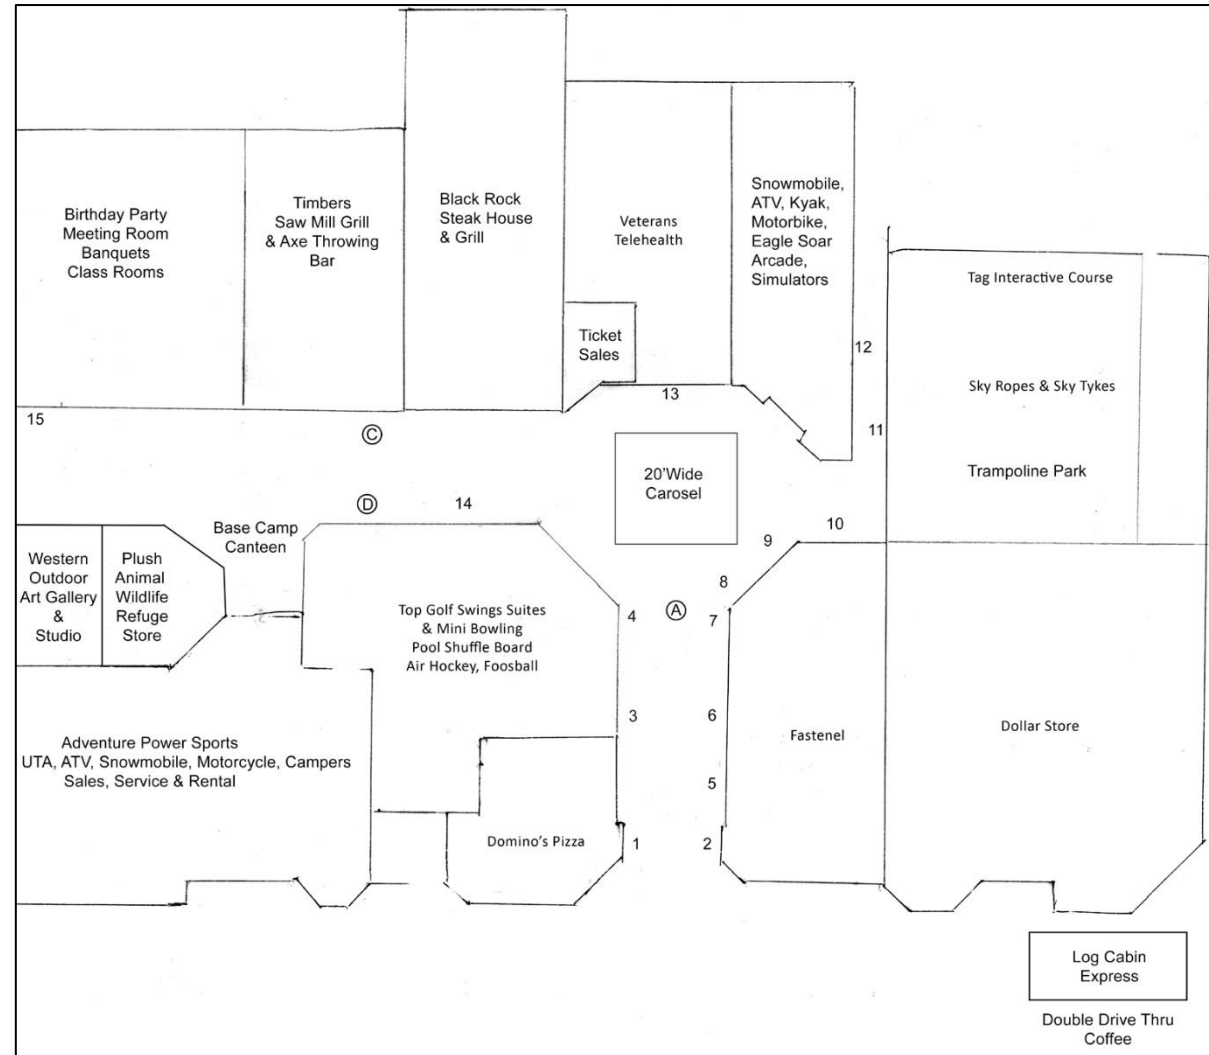 Birthday Party
Meeting Room
Banquets
Class Rooms
Timbers
Saw Mill Grill
& Axe Throwing
Bar
Black Rock
Steak House
& Grill
Veterans
Telehealth
Ticket
Sales
Snowmobile,
ATV, Kyak,
Motorbike,
Eagle Soar
Arcade,
Simulators
Tag Interactive Course
Sky Ropes & Sky Tykes
Trampoline Park
12
11
13
15
C
D
14
20'Wide
Carosel
10
9
8
A
7
4
Base Camp
Canteen
Western
Outdoor
Art Gallery
&
Studio
Plush
Animal
Wildlife
Refuge
Store
Top Golf Swings Suites
& Mini Bowling
Pool Shuffle Board
Air Hockey, Foosball
3
6
5
Fastenel
Dollar Store
Adventure Power Sports
UTA, ATV, Snowmobile, Motorcycle, Campers
Sales, Service & Rental
Domino's Pizza
1
2
Log Cabin
Express
Double Drive Thru
Coffee